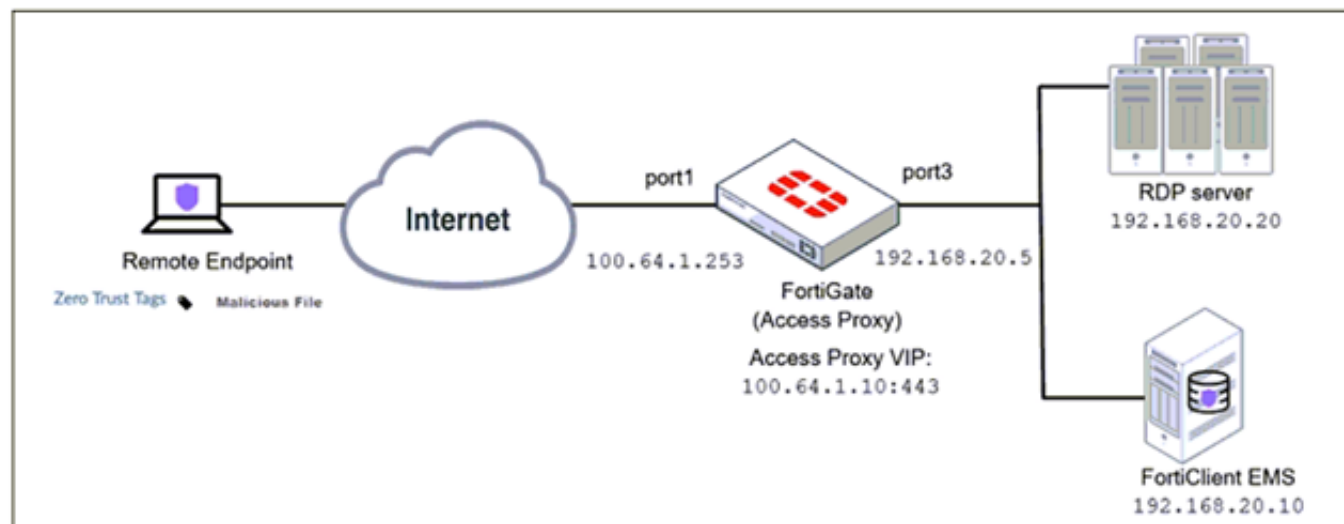 Internet
port1
port3
Remote Endpoint
Zero Trust Tags Malicious File
100.64.1.253
192.168.20.5
FortiGate
(Access Proxy)
Access Proxy VIP:
100.64.1.10:443
RDP server
192.168.20.20
FortiClient EMS
192.168.20.10